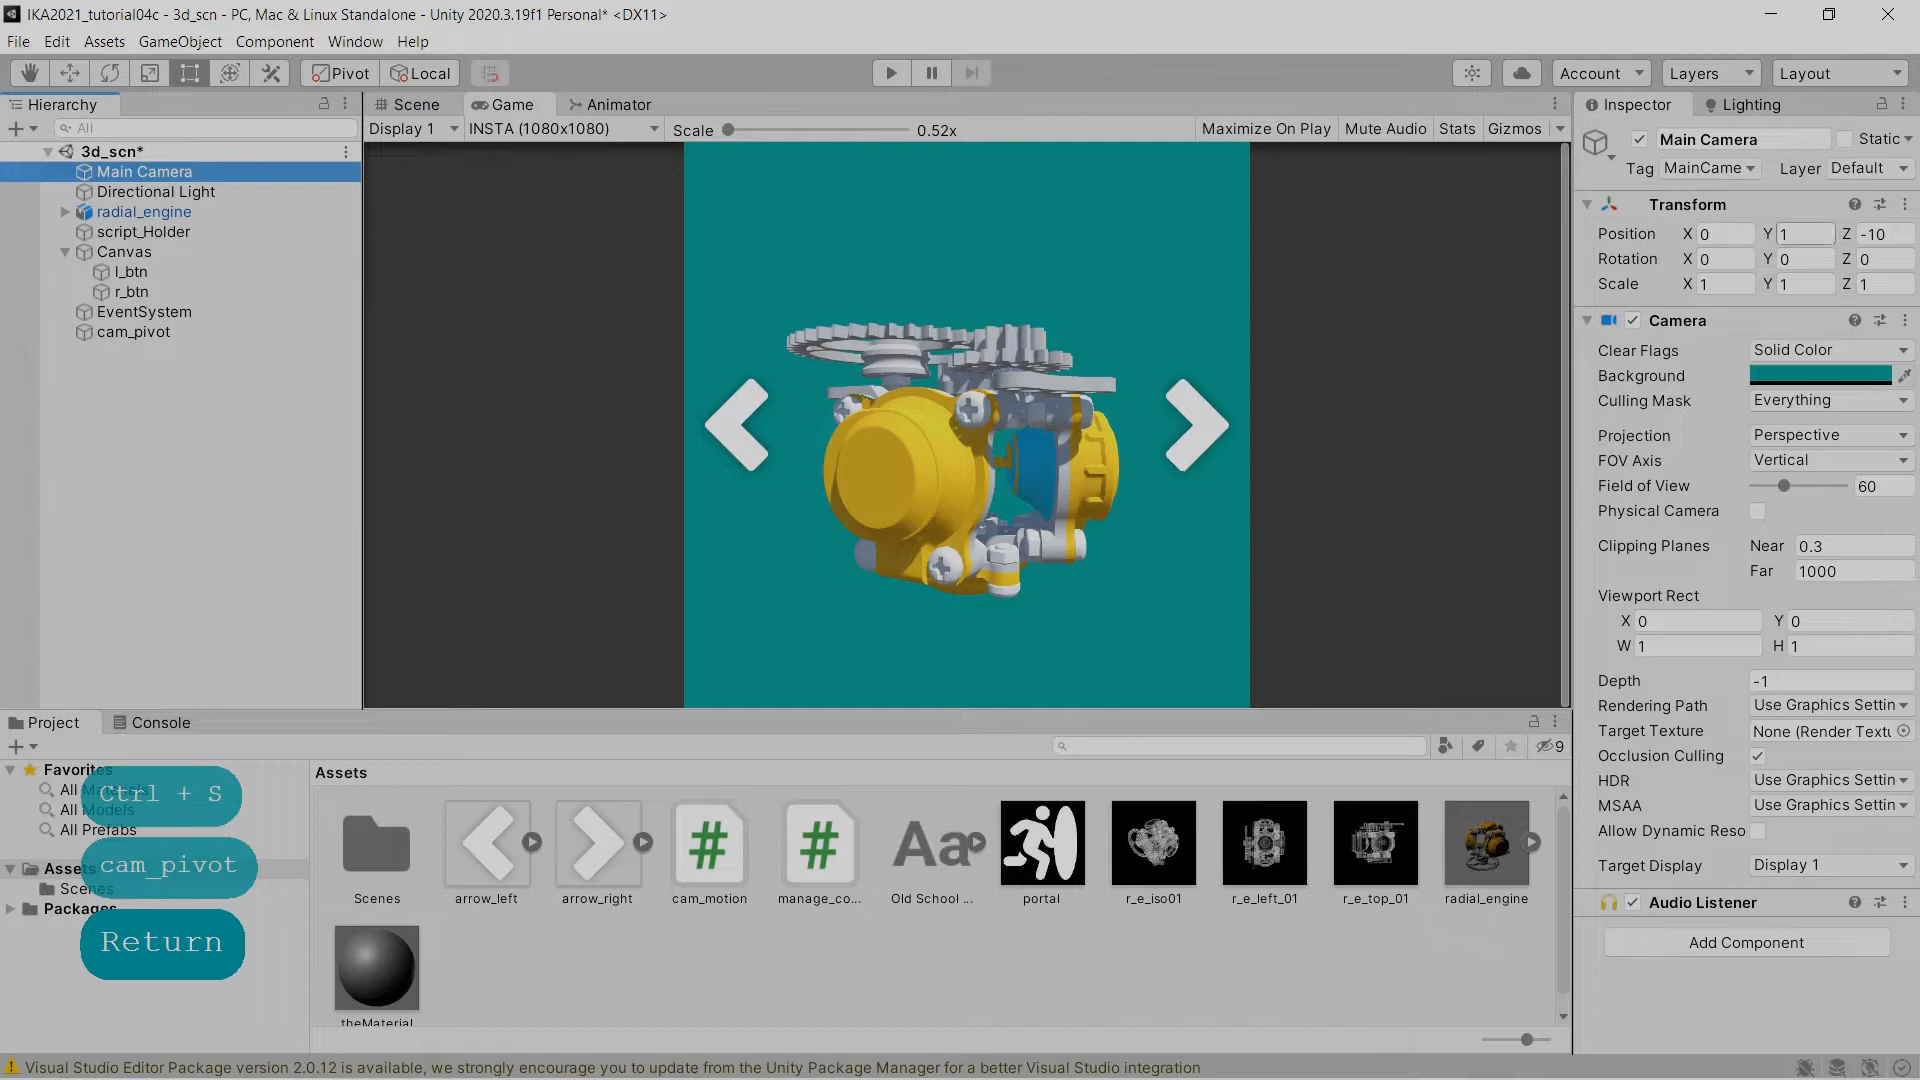 IKA2021_tutorial04c - 3d_scn - PC, Mac & Linux Standalone - Unity 2020.3.19f1 Personal* <DX11>
File Edit Assets GameObject Component Window Help
Pivot Local Account Layers Layout
Hierarchy
All
3d_scn*
Main Camera
Directional Light
radial_engine
script_Holder
Canvas
l_btn
r_btn
EventSystem
cam_pivot
Scene Game Animator
Display 1 INSTA (1080x1080) Scale 0.52x Maximize On Play Mute Audio Stats Gizmos
Inspector Lighting
Main Camera Static
Tag MainCame Layer Default
Transform
Position X 0 Y 1 Z -10
Rotation X 0 Y 0 Z 0
Scale X 1 Y 1 Z 1
Camera
Clear Flags Solid Color
Background
Culling Mask Everything
Projection Perspective
FOV Axis Vertical
Field of View 60
Physical Camera
Clipping Planes Near 0.3
Far 1000
Viewport Rect
X 0 Y 0
W 1 H 1
Depth -1
Rendering Path Use Graphics Settin
Target Texture None (Render Textu
Occlusion Culling
HDR Use Graphics Settin
MSAA Use Graphics Settin
Allow Dynamic Reso
Target Display Display 1
Audio Listener
Add Component
Project Console
9
Favorites
All
All Models
All Prefabs
Assets
Scenes
Packages
Ctrl + S
cam_pivot
Return
Assets
Aa
Scenes arrow_left arrow_right cam_motion manage_co... Old School ... portal r_e_iso01 r_e_left_01 r_e_top_01 radial_engine
theMaterial
Visual Studio Editor Package version 2.0.12 is available, we strongly encourage you to update from the Unity Package Manager for a better Visual Studio integration